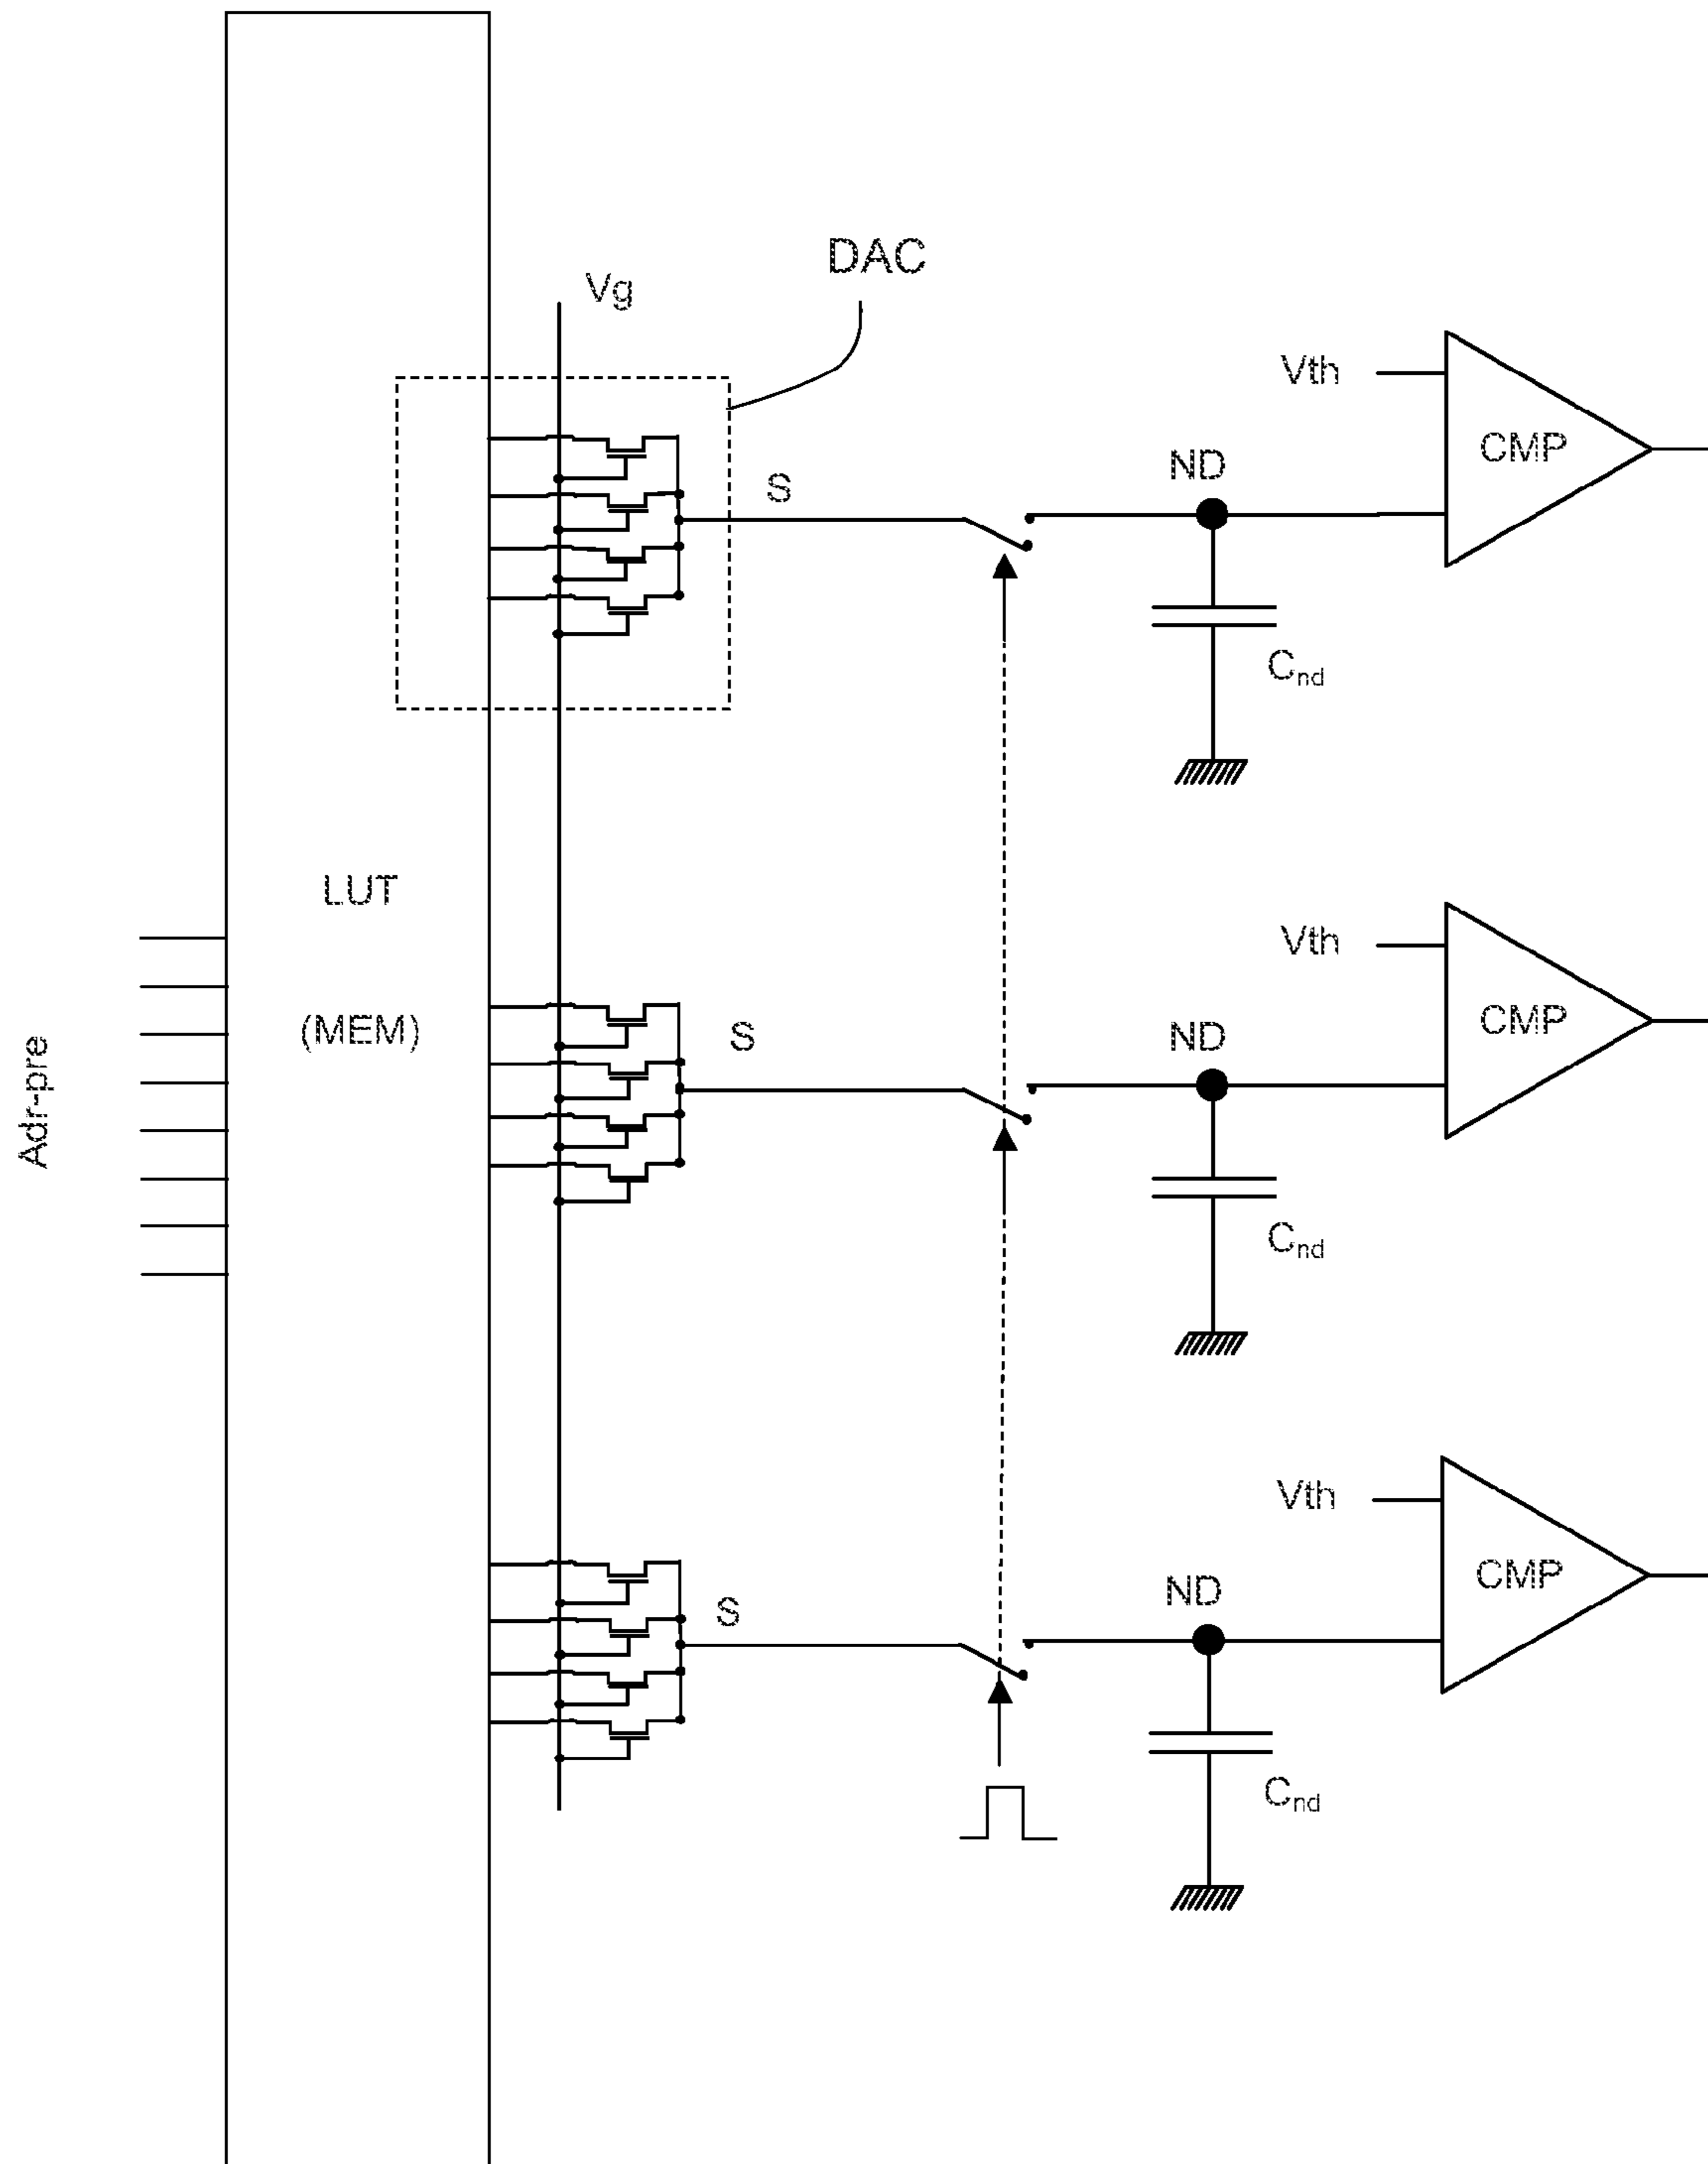 DAC
Vg
Vth
CMP
ND
S
Cnd
LUT
(MEM)
Adr-pre
Vth
CMP
ND
S
Cnd
Vth
CMP
ND
S
Cnd